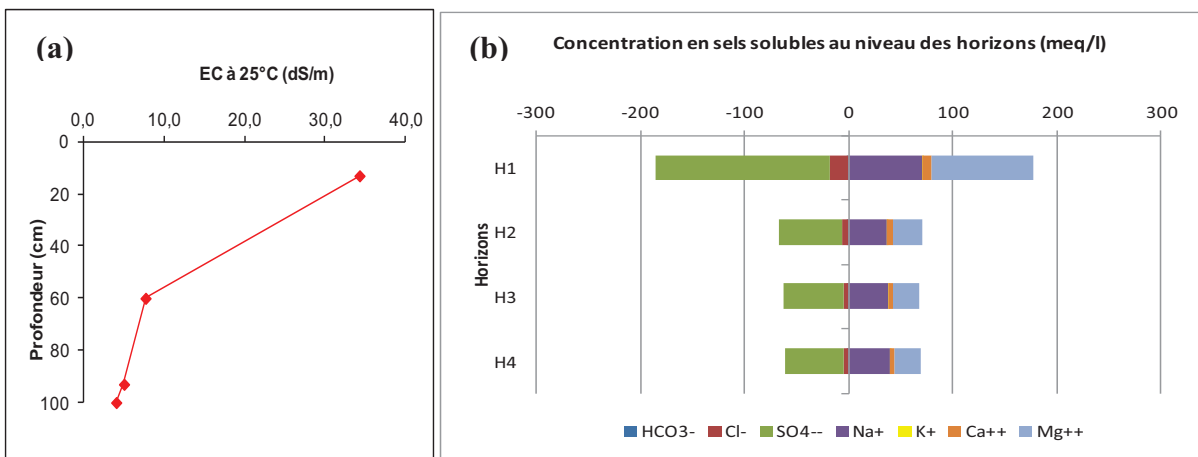 (a)
EC à 25°C (dS/m)
0,0 10,0 20,0 30,0 40,0
0
20
40
60
80
100
Profondeur (cm)
(b)
Concentration en sels solubles au niveau des horizons (meq/l)
-300 -200 -100 0 100 200 300
H1
H2
H3
H4
Horizons
HCO3- Cl- SO4-- Na+ K+ Ca++ Mg++